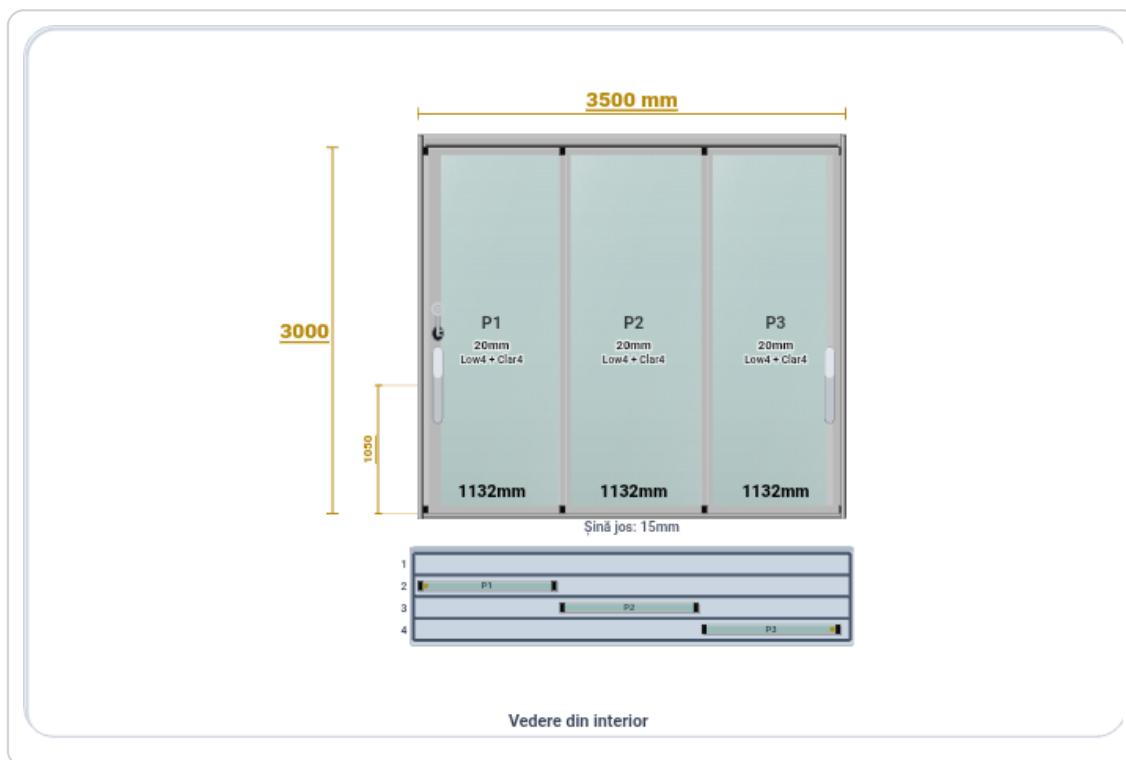 3500 mm
3000
1050
P1
20mm
Low4 + Clar4
1132mm
P2
20mm
Low4 + Clar4
1132mm
P3
20mm
Low4 + Clar4
1132mm
Șină jos: 15mm
1
2 P1
3 P2
4 P3
Vedere din interior